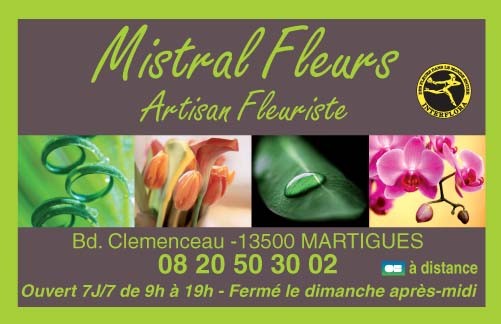 Mistral Fleurs
Artisan Fleuriste
INTERFLORA
Bd. Clemenceau -13500 MARTIGUES
08 20 50 30 02
à distance
Ouvert 7J/7 de 9h à 19h - Fermé le dimanche après-midi